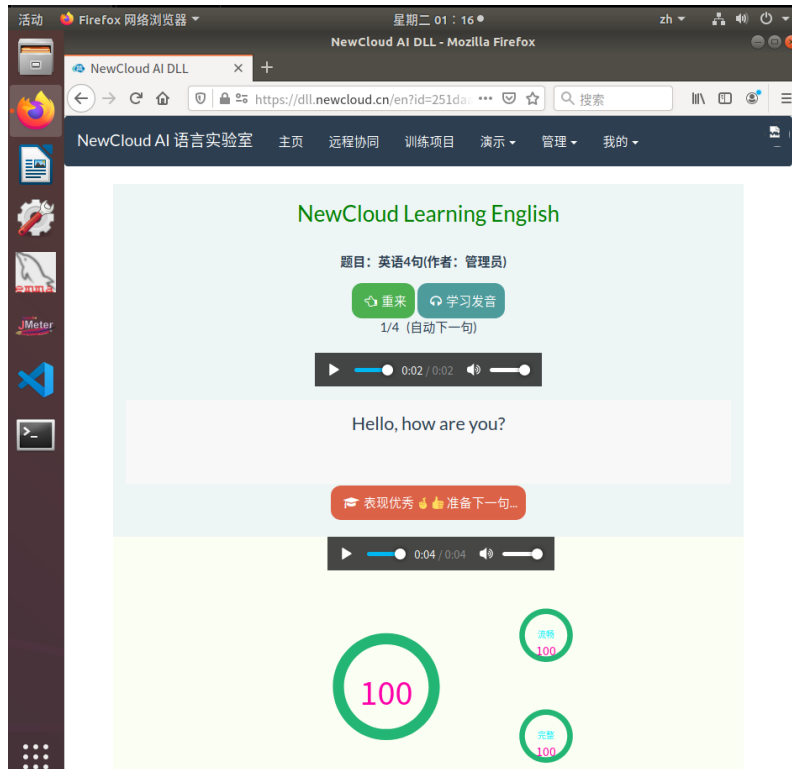 活动 Firefox 网络浏览器 星期二 01：16 zh
NewCloud AI DLL - Mozilla Firefox
NewCloud AI DLL
https://dll.newcloud.cn/en?id=251da 搜索
NewCloud AI 语言实验室 主页 远程协同 训练项目 演示 管理 我的
NewCloud Learning English
题目：英语4句(作者：管理员)
重来 学习发音
1/4 (自动下一句)
0:02 / 0:02
Hello, how are you?
表现优秀👍准备下一句...
0:04 / 0:04
流畅
100
100
完整
100
emma
JMeter